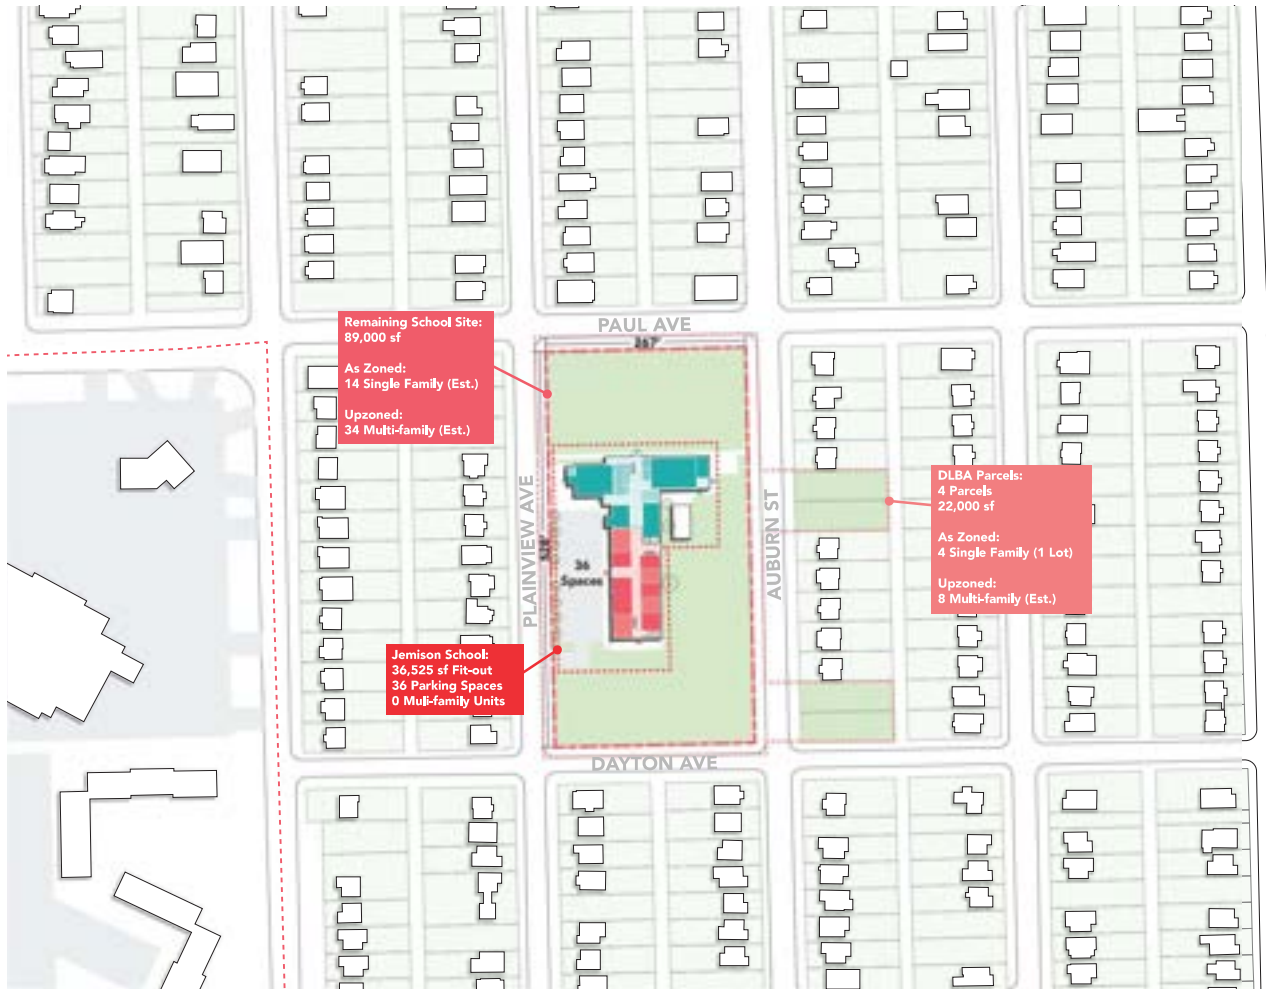 PAUL AVE
267'
Remaining School Site:
89,000 sf
As Zoned:
14 Single Family (Est.)
Upzoned:
34 Multi-family (Est.)
PLAINVIEW AVE
AUBURN ST
DLBA Parcels:
4 Parcels
22,000 sf
As Zoned:
4 Single Family (1 Lot)
Upzoned:
8 Multi-family (Est.)
36
Spaces
Jemison School:
36,525 sf Fit-out
36 Parking Spaces
0 Muli-family Units
DAYTON AVE